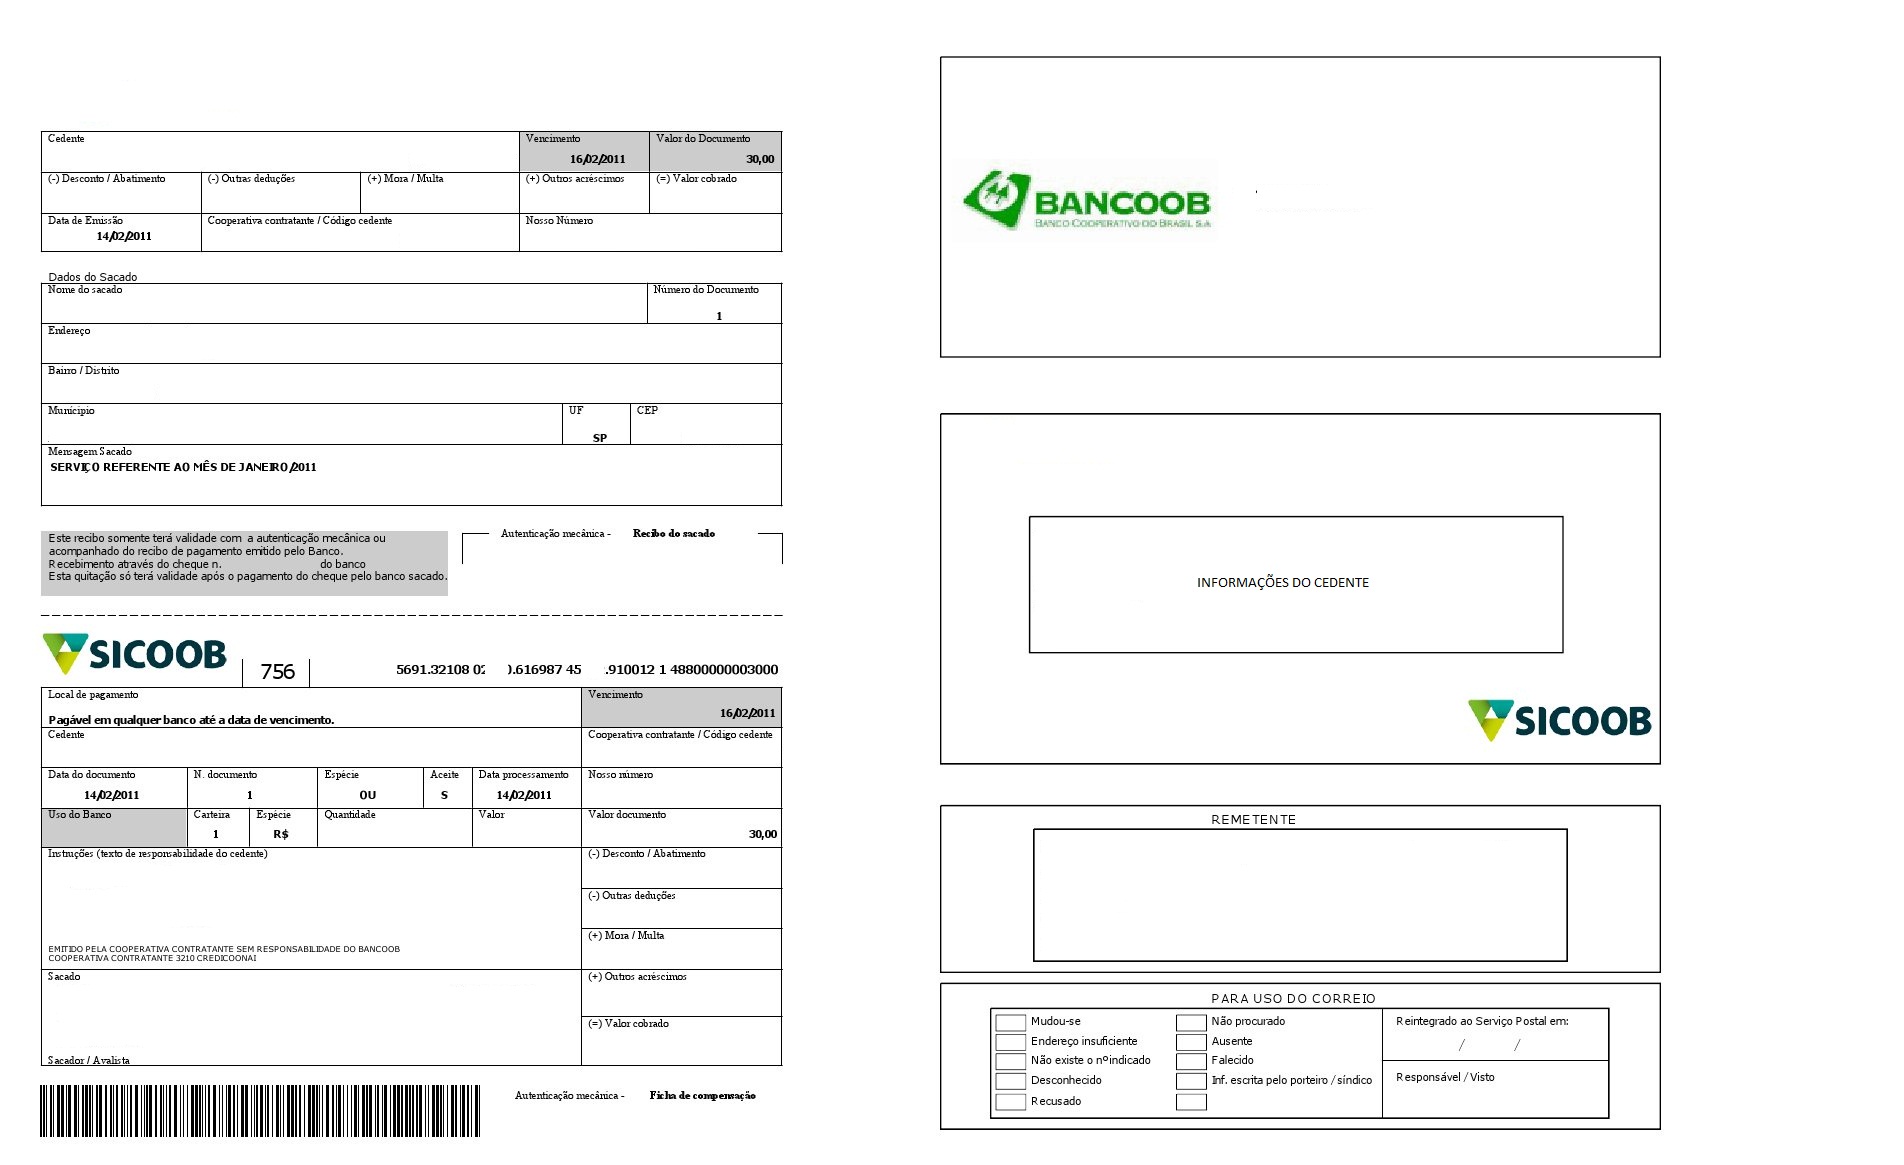 Cedente
Vencimento
Valor do Documento
16/02/2011
30,00
(-) Desconto / Abatimento
(-) Outras deduções
(+) Mora / Multa
(+) Outros acréscimos
(=) Valor cobrado
Data de Emissão
Cooperativa contratante / Código cedente
Nosso Número
14/02/2011
Dados do Sacado
Nome do sacado
Número do Documento
1
Endereço
Bairro / Distrito
Município
UF
CEP
SP
Mensagem Sacado
SERVIÇO REFERENTE AO MÊS DE JANEIRO/2011
Este recibo somente terá validade com a autenticação mecânica ou
acompanhado do recibo de pagamento emitido pelo Banco.
Recebimento através do cheque n. do banco
Esta quitação só terá validade após o pagamento do cheque pelo banco sacado.
Autenticação mecânica - Recibo do sacado
SICOOB
756
5691.32108 02 ).616987 45 .910012 1 48800000003000
Local de pagamento
Vencimento
Pagável em qualquer banco até a data de vencimento.
16/02/2011
Cedente
Cooperativa contratante / Código cedente
Data do documento
N. documento
Espécie
Aceite
Data processamento
Nosso número
14/02/2011
1
OU
S
14/02/2011
Uso do Banco
Carteira
Espécie
Quantidade
Valor
Valor documento
1
R$
30,00
Instruções (texto de responsabilidade do cedente)
(-) Desconto / Abatimento
(-) Outras deduções
(+) Mora / Multa
EMITIDO PELA COOPERATIVA CONTRATANTE SEM RESPONSABILIDADE DO BANCOOB
COOPERATIVA CONTRATANTE 3210 CREDICOONAI
Sacado
(+) Outros acréscimos
(=) Valor cobrado
Sacador / Avalista
Autenticação mecânica - Ficha de compensação
BANCOOB
BANCO COOPERATIVO DO BRASIL S.A
INFORMAÇÕES DO CEDENTE
SICOOB
REMETENTE
PARA USO DO CORREIO
Mudou-se
Não procurado
Reintegrado ao Serviço Postal em:
Endereço insuficiente
Ausente
/ /
Não existe o nº indicado
Falecido
Desconhecido
Inf. escrita pelo porteiro / síndico
Responsável / Visto
Recusado